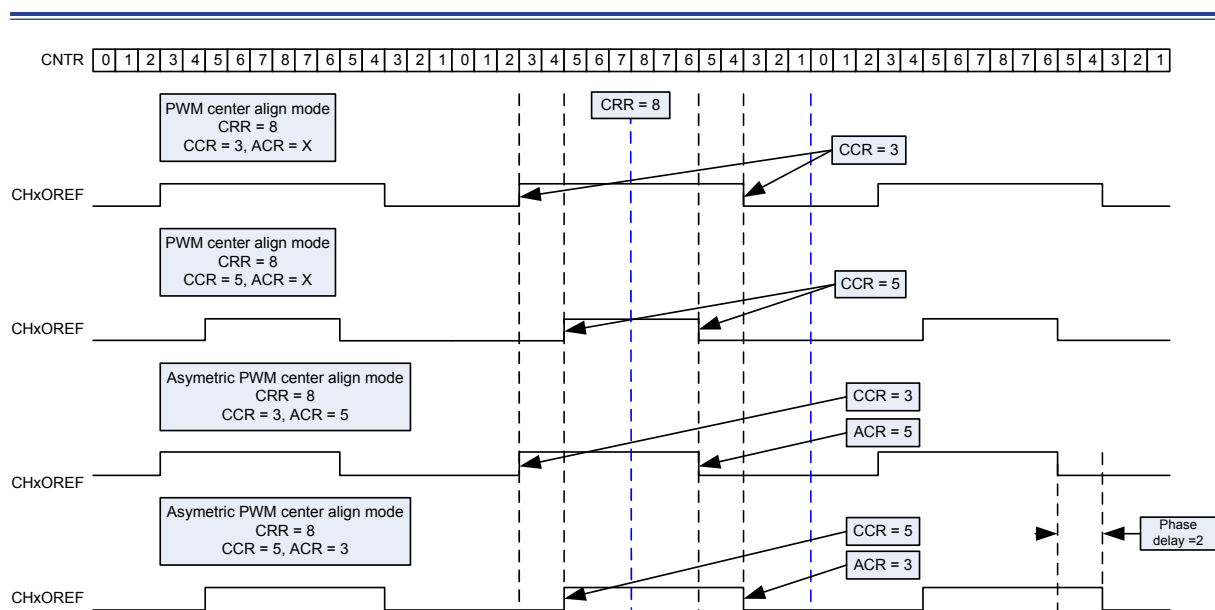 CNTR 0 1 2 3 4 5 6 7 8 7 6 5 4 3 2 1 0 1 2 3 4 5 6 7 8 7 6 5 4 3 2 1 0 1 2 3 4 5 6 7 8 7 6 5 4 3 2 1
PWM center align mode
CRR = 8
CCR = 3, ACR = X
CRR = 8
CCR = 3
CHxOREF
PWM center align mode
CRR = 8
CCR = 5, ACR = X
CCR = 5
CHxOREF
Asymetric PWM center align mode
CRR = 8
CCR = 3, ACR = 5
CCR = 3
ACR = 5
CHxOREF
Asymetric PWM center align mode
CRR = 8
CCR = 5, ACR = 3
CCR = 5
ACR = 3
Phase
delay =2
CHxOREF